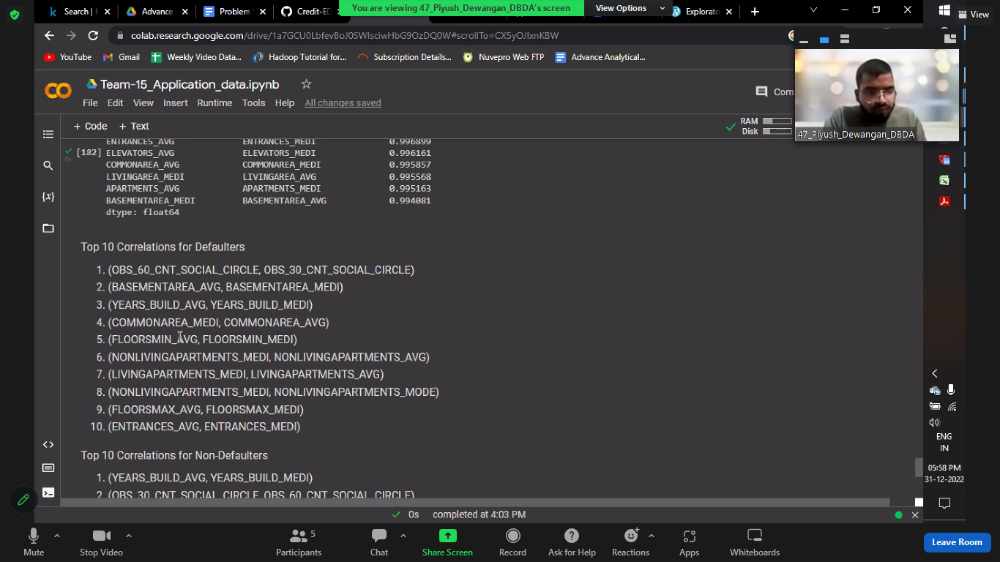 You are viewing 47_Piyush_Dewangan_DBDA's screen
View Options
Search |
Advance
Problem
Credit-ED
Explorato
View
colab.research.google.com/drive/1a7GCU0LbfevBoJ0SWlsciwHbG9OzDQ0W#scrollTo=CX5yOJIxnKBW
YouTube
Gmail
Weekly Video Data...
Hadoop Tutorial for...
Subscription Details...
Nuvepro Web FTP
Advance Analytical...
Team-15_Application_data.ipynb
File Edit View Insert Runtime Tools Help All changes saved
Com
+ Code + Text
RAM
Disk
47_Piyush_Dewangan_DBDA
ENTRANCES_AVG ENTRANCES_MEDI 0.996899
[182] ELEVATORS_AVG ELEVATORS_MEDI 0.996161
8s
COMMONAREA_AVG COMMONAREA_MEDI 0.995857
LIVINGAREA_MEDI LIVINGAREA_AVG 0.995568
APARTMENTS_AVG APARTMENTS_MEDI 0.995163
BASEMENTAREA_MEDI BASEMENTAREA_AVG 0.994081
dtype: float64
Top 10 Correlations for Defaulters
1. (OBS_60_CNT_SOCIAL_CIRCLE, OBS_30_CNT_SOCIAL_CIRCLE)
2. (BASEMENTAREA_AVG, BASEMENTAREA_MEDI)
3. (YEARS_BUILD_AVG, YEARS_BUILD_MEDI)
4. (COMMONAREA_MEDI, COMMONAREA_AVG)
5. (FLOORSMIN_AVG, FLOORSMIN_MEDI)
6. (NONLIVINGAPARTMENTS_MEDI, NONLIVINGAPARTMENTS_AVG)
7. (LIVINGAPARTMENTS_MEDI, LIVINGAPARTMENTS_AVG)
8. (NONLIVINGAPARTMENTS_MEDI, NONLIVINGAPARTMENTS_MODE)
9. (FLOORSMAX_AVG, FLOORSMAX_MEDI)
10. (ENTRANCES_AVG, ENTRANCES_MEDI)
Top 10 Correlations for Non-Defaulters
1. (YEARS_BUILD_AVG, YEARS_BUILD_MEDI)
2. (OBS_30_CNT_SOCIAL_CIRCLE, OBS_60_CNT_SOCIAL_CIRCLE)
0s completed at 4:03 PM
ENG
IN
05:58 PM
31-12-2022
Mute
Stop Video
Participants 5
Chat
Share Screen
Record
Ask for Help
Reactions
Apps
Whiteboards
Leave Room